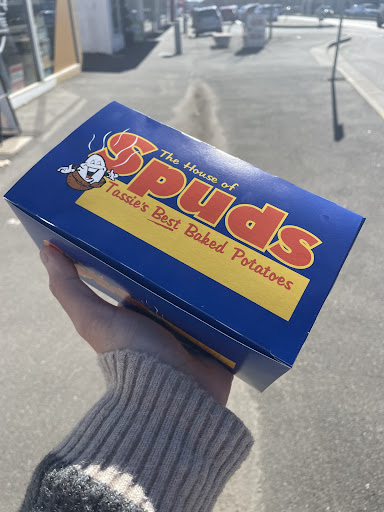 The House of
Spuds
Tassie's Best Baked Potatoes